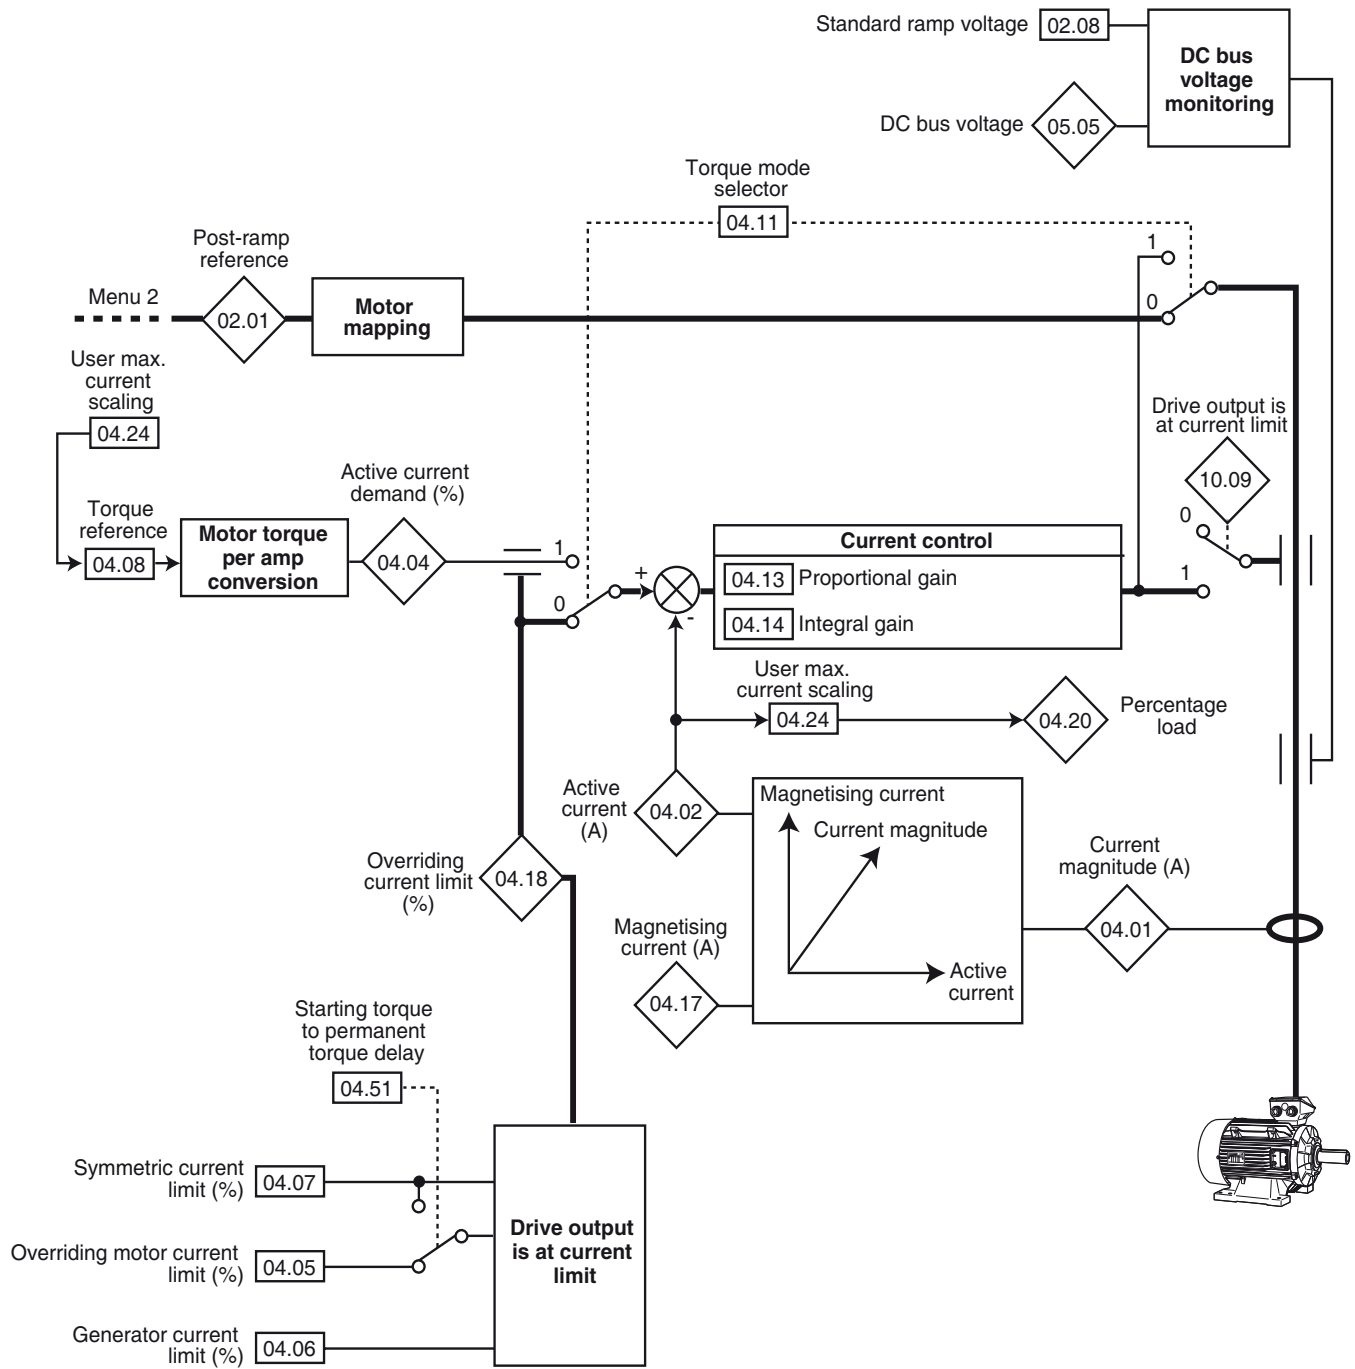 Standard ramp voltage
02.08
DC bus
voltage
monitoring
DC bus voltage
05.05
Torque mode
selector
04.11
Post-ramp
reference
Menu 2
02.01
Motor
mapping
1
0
User max.
current
scaling
04.24
Drive output is
at current limit
10.09
Active current
demand (%)
Torque
reference
04.08
Motor torque
per amp
conversion
04.04
1
0
+
-
Current control
04.13
Proportional gain
04.14
Integral gain
0
1
User max.
current scaling
04.24
04.20
Percentage
load
Active
current
(A)
04.02
Magnetising current
Current magnitude
Active
current
Current
magnitude (A)
04.01
Overriding
current limit
(%)
04.18
Magnetising
current (A)
04.17
Starting torque
to permanent
torque delay
04.51
Symmetric current
limit (%)
04.07
Overriding motor current
limit (%)
04.05
Drive output
is at current
limit
Generator current
limit (%)
04.06